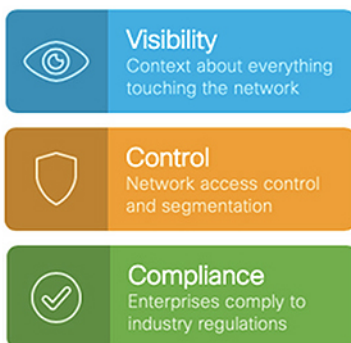 Visibility
Context about everything
touching the network
Control
Network access control
and segmentation
Compliance
Enterprises comply to
industry regulations